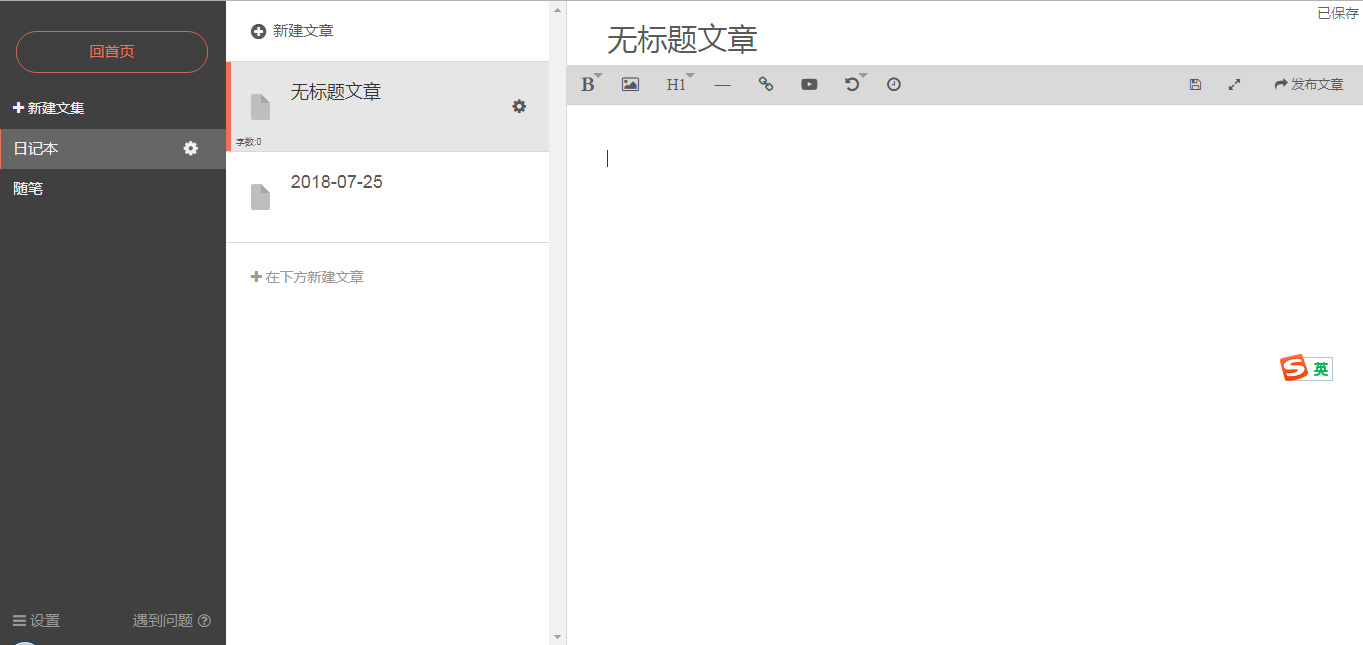 回首页
新建文集
日记本
随笔
设置
遇到问题
新建文章
无标题文章
字数:0
2018-07-25
在下方新建文章
已保存
无标题文章
B H1 发布文章
S 英